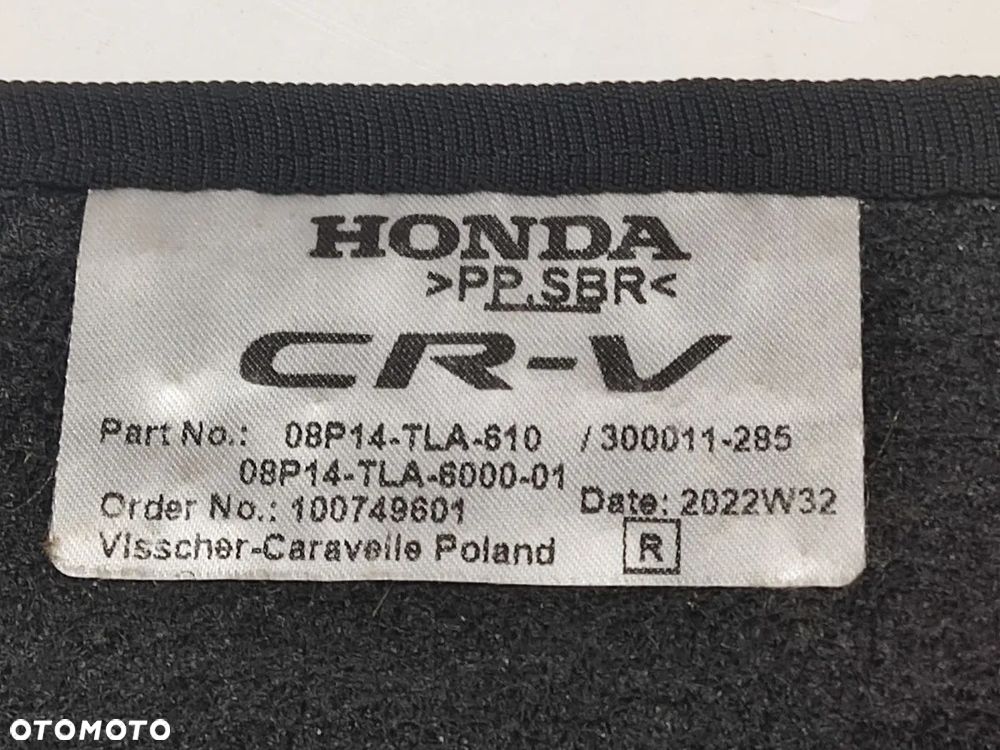 HONDA
>PP.SBR<
CR-V
Part No.: 08P14-TLA-610 /300011-285
08P14-TLA-6000-01
Order No.: 100749601 Date: 2022W32
Visscher-Caravelle Poland R
OTOMOTO